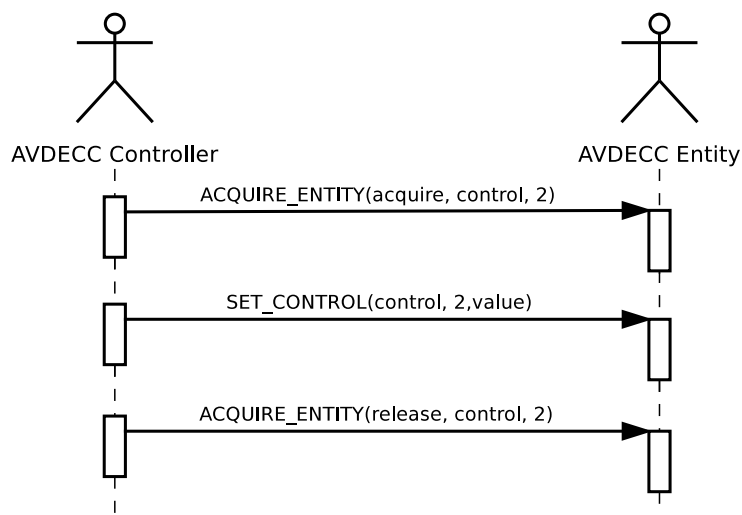 AVDECC Controller
AVDECC Entity
ACQUIRE_ENTITY(acquire, control, 2)
SET_CONTROL(control, 2,value)
ACQUIRE_ENTITY(release, control, 2)